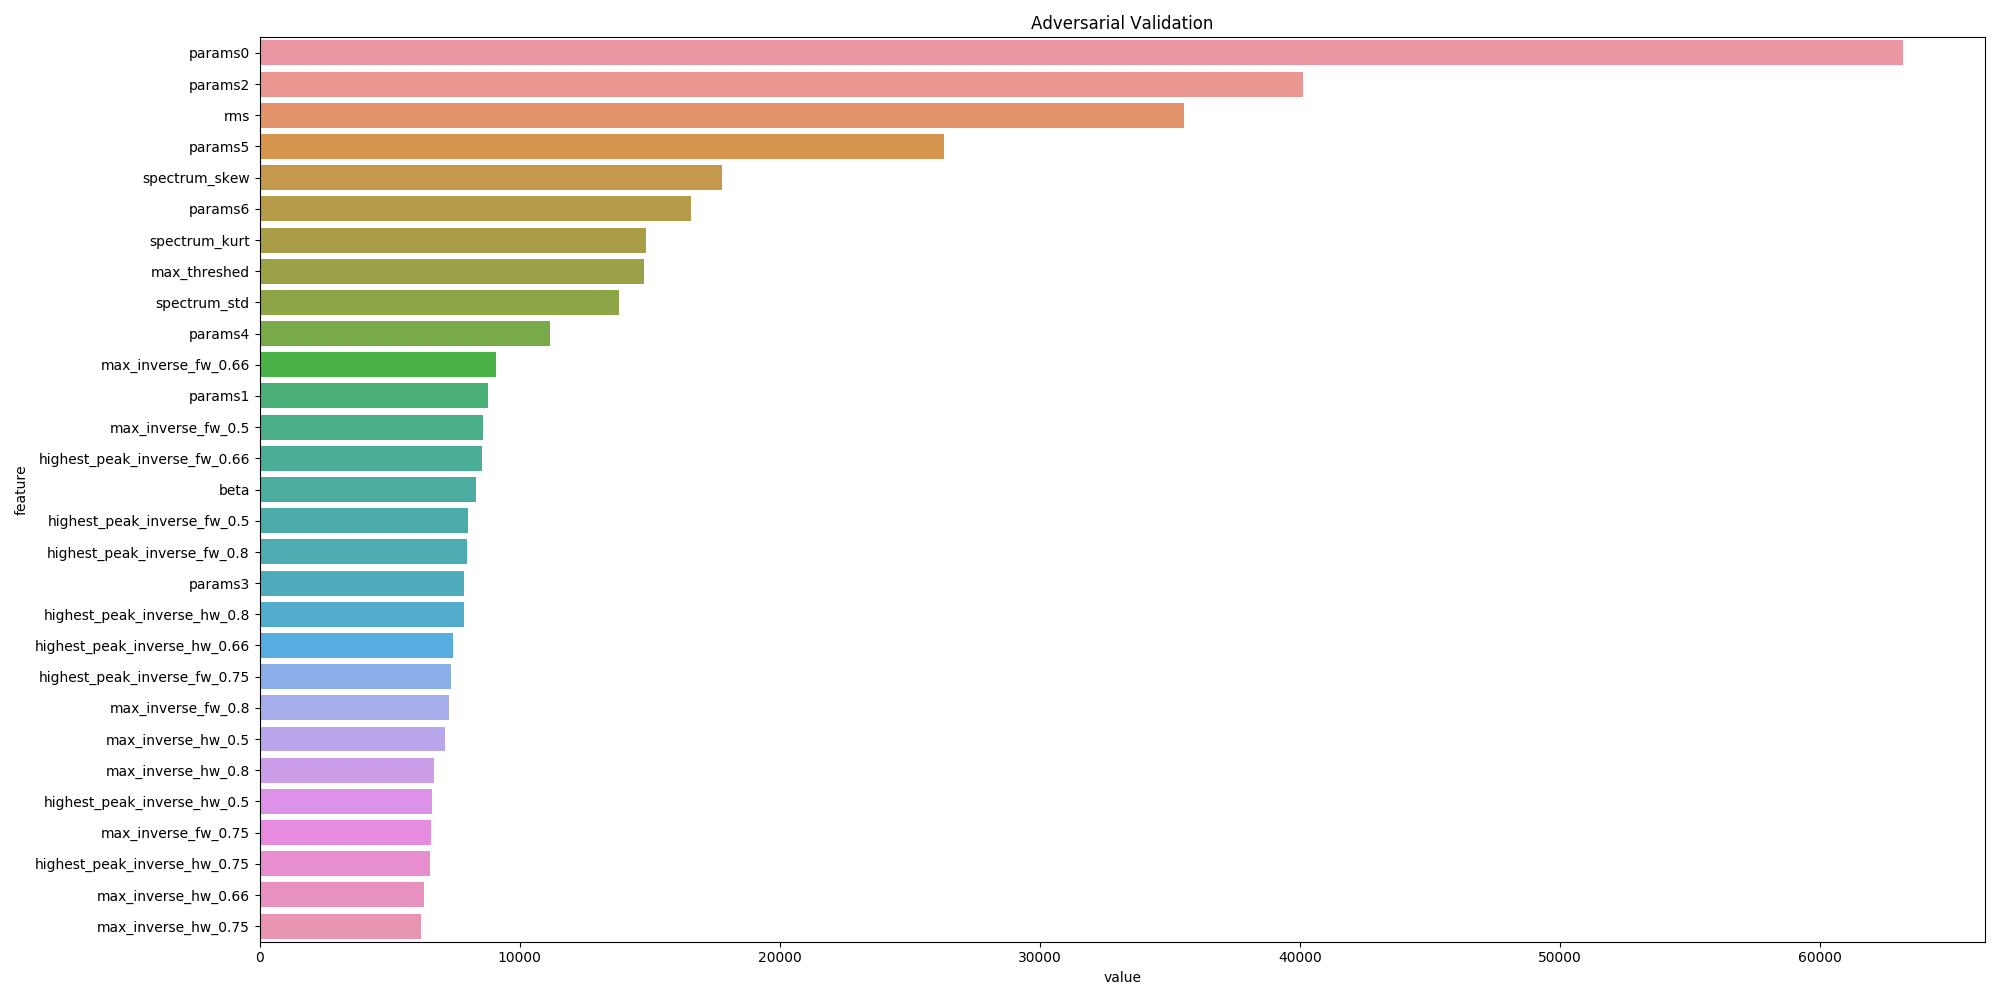 Adversarial Validation
params0
params2
rms
params5
spectrum_skew
params6
spectrum_kurt
max_threshed
spectrum_std
params4
max_inverse_fw_0.66
params1
max_inverse_fw_0.5
highest_peak_inverse_fw_0.66
beta
highest_peak_inverse_fw_0.5
highest_peak_inverse_fw_0.8
params3
highest_peak_inverse_hw_0.8
highest_peak_inverse_hw_0.66
highest_peak_inverse_fw_0.75
max_inverse_fw_0.8
max_inverse_hw_0.5
max_inverse_hw_0.8
highest_peak_inverse_hw_0.5
max_inverse_fw_0.75
highest_peak_inverse_hw_0.75
max_inverse_hw_0.66
max_inverse_hw_0.75
feature
0 10000 20000 30000 40000 50000 60000
value